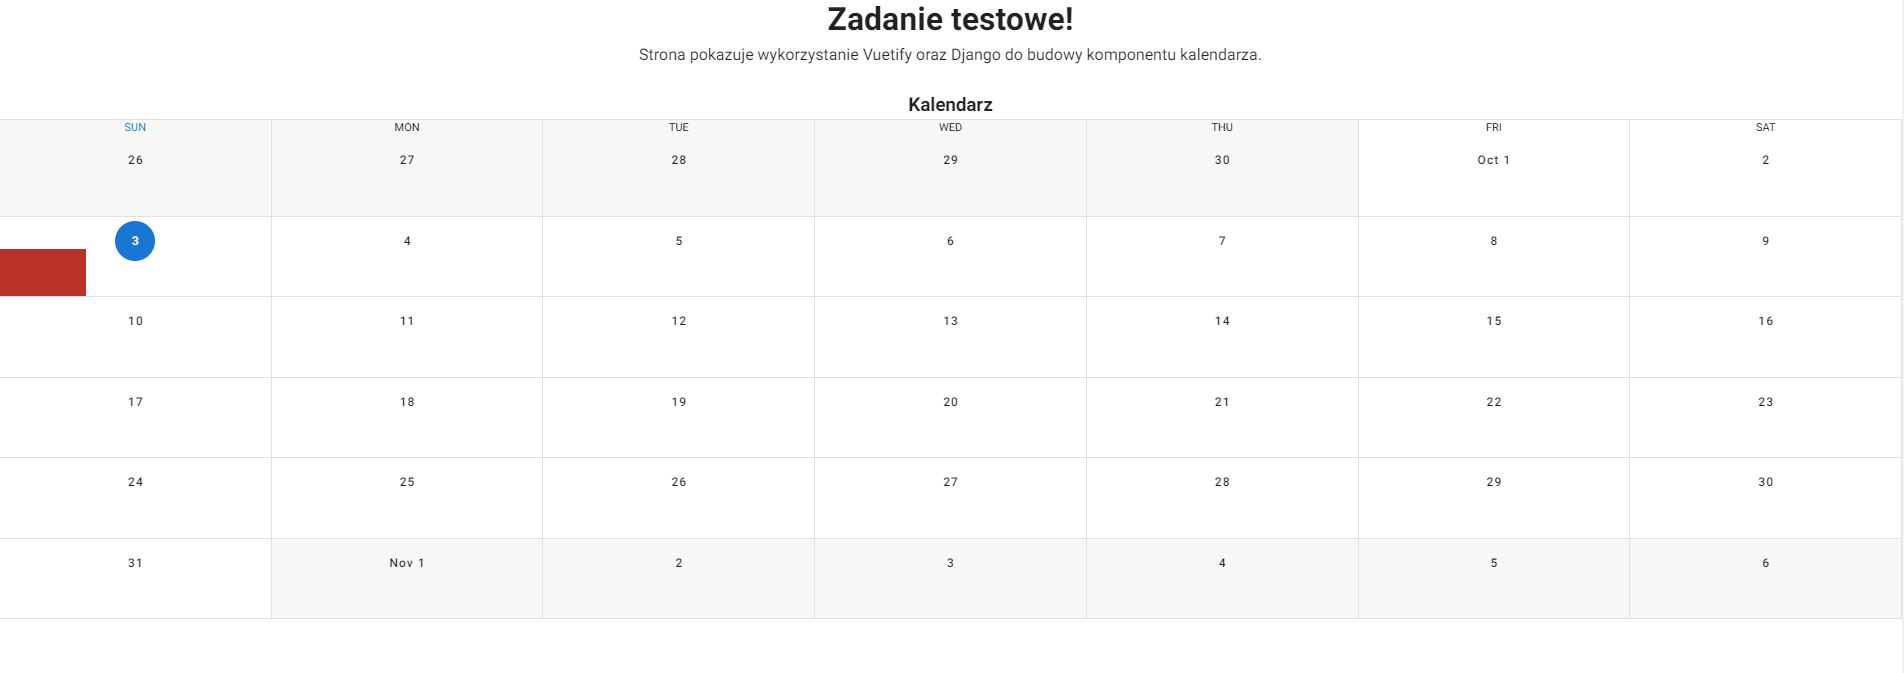 Zadanie testowe!
Strona pokazuje wykorzystanie Vuetify oraz Django do budowy komponentu kalendarza.
Kalendarz
SUN MON TUE WED THU FRI SAT
26 27 28 29 30 Oct 1 2
3 4 5 6 7 8 9
10 11 12 13 14 15 16
17 18 19 20 21 22 23
24 25 26 27 28 29 30
31 Nov 1 2 3 4 5 6